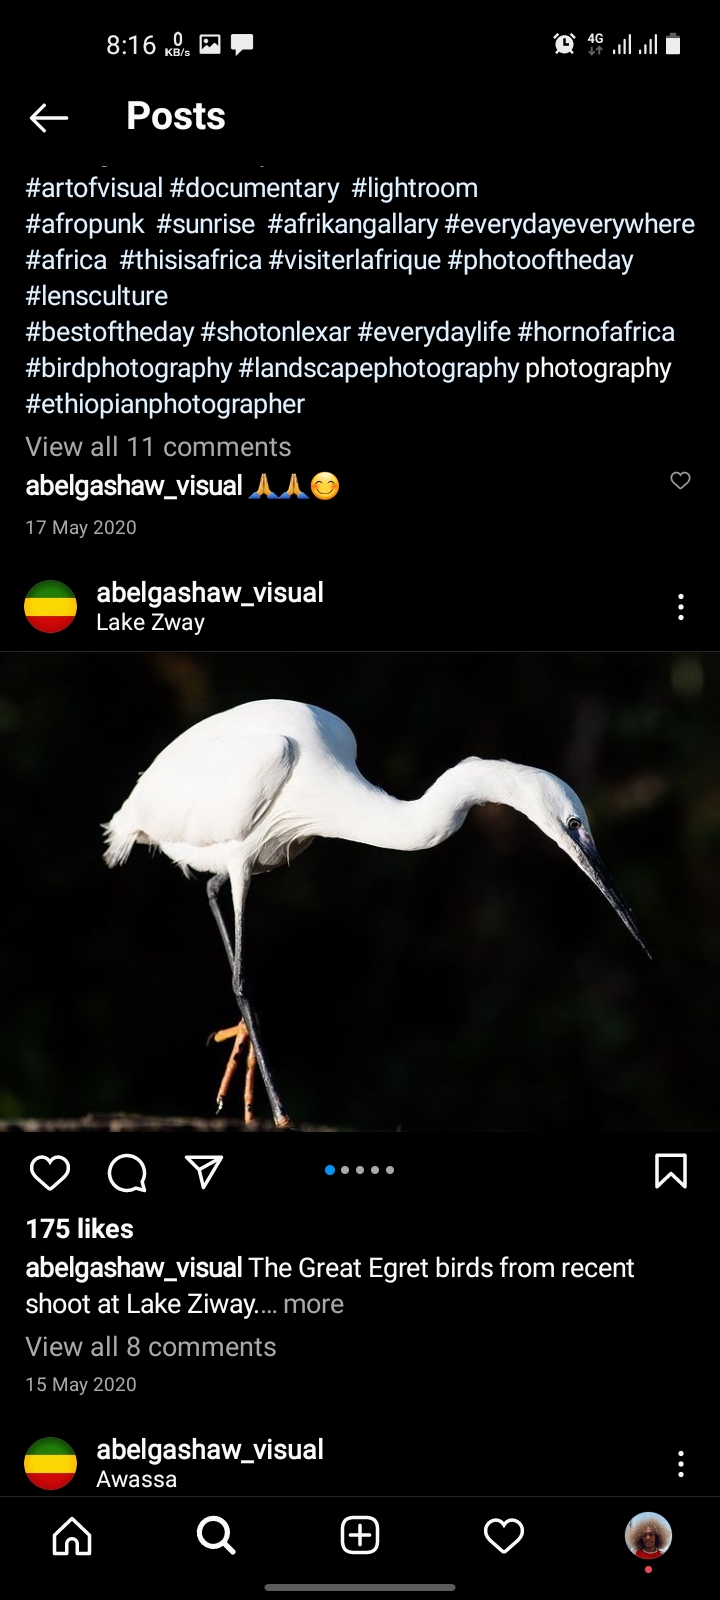 8:16 0 KB/s 4G
Posts
#artofvisual #documentary #lightroom
#afropunk #sunrise #afrikangallary #everydayeverywhere
#africa #thisisafrica #visiterlafrique #photooftheday
#lensculture
#bestoftheday #shotonlexar #everydaylife #hornofafrica
#birdphotography #landscapephotography photography
#ethiopianphotographer
View all 11 comments
abelgashaw_visual 🙏🙏😊
17 May 2020
abelgashaw_visual
Lake Zway
175 likes
abelgashaw_visual The Great Egret birds from recent
shoot at Lake Ziway.... more
View all 8 comments
15 May 2020
abelgashaw_visual
Awassa